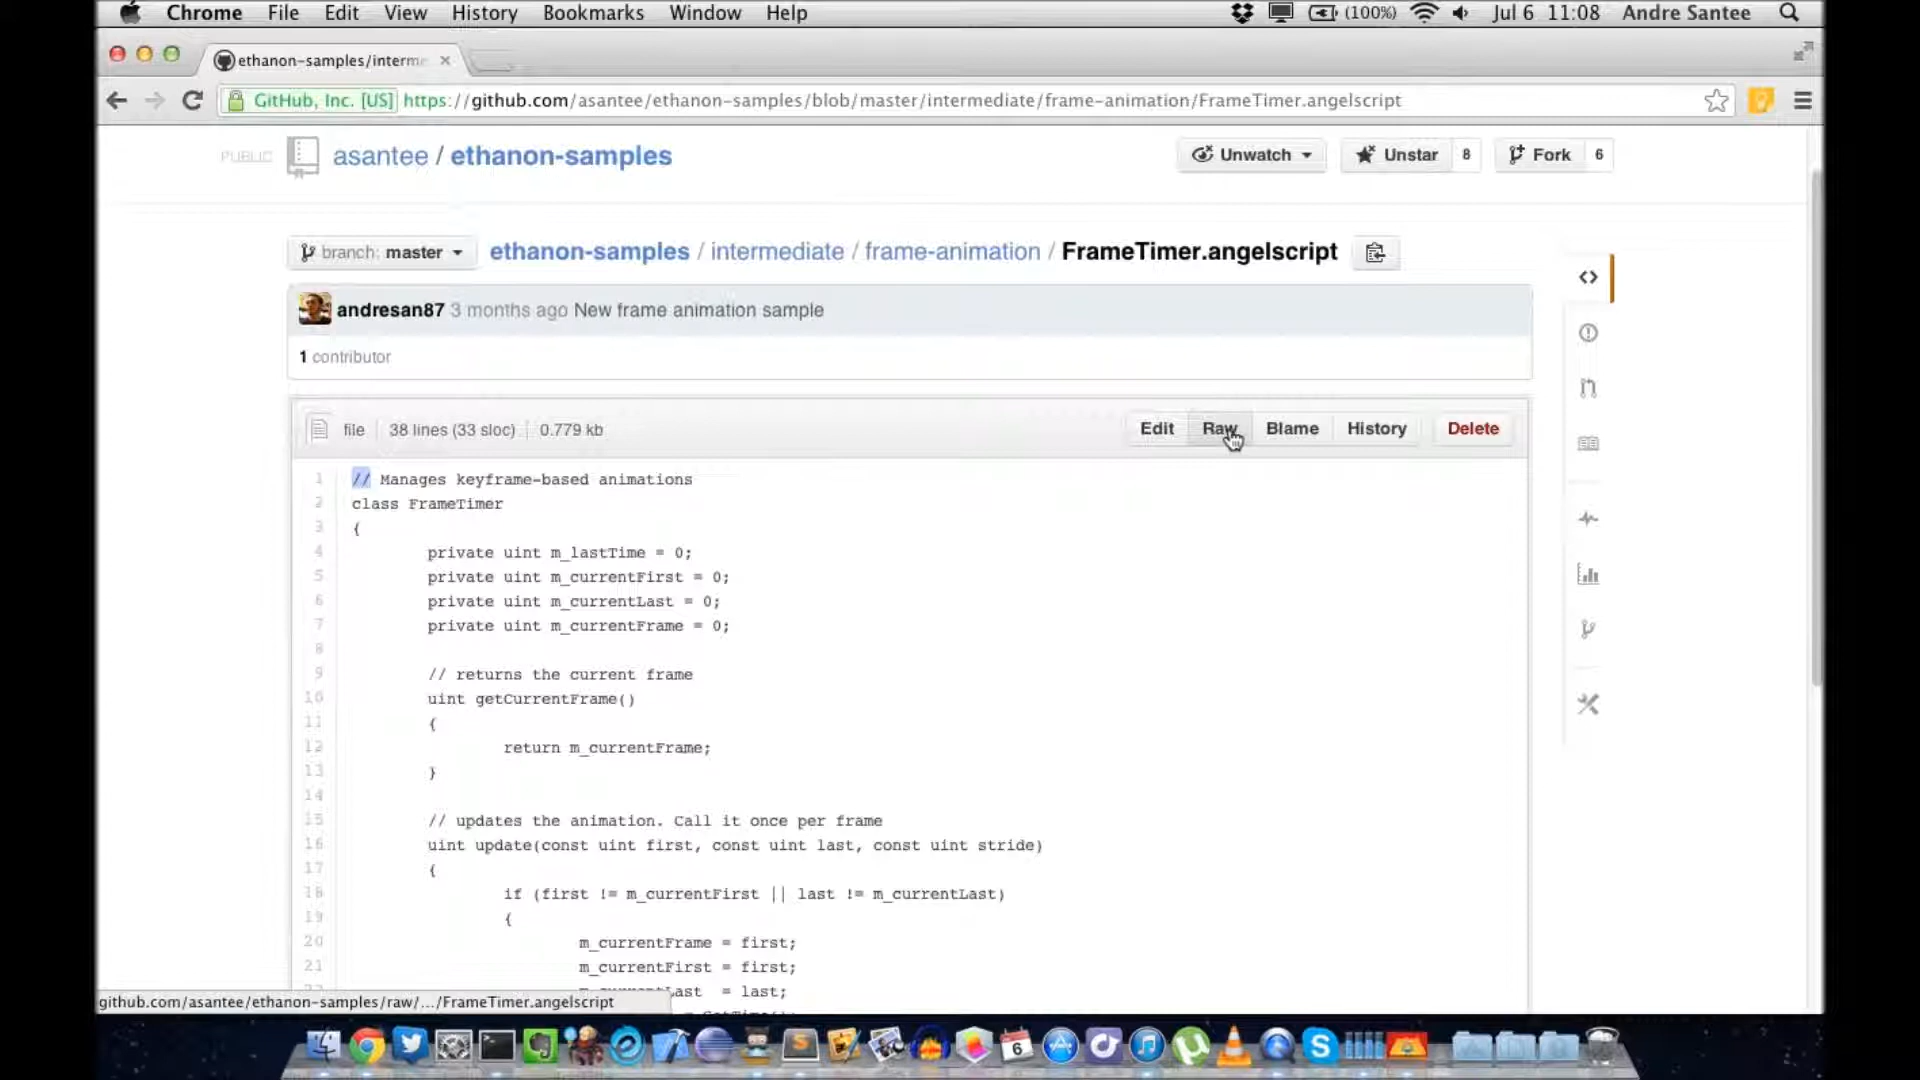 Chrome File Edit View History Bookmarks Window Help (100%) Jul 6 11:08 Andre Santee
ethanon-samples/interme
GitHub, Inc. [US] https://github.com/asantee/ethanon-samples/blob/master/intermediate/frame-animation/FrameTimer.angelscript
PUBLIC asantee / ethanon-samples Unwatch Unstar 8 Fork 6
branch: master ethanon-samples / intermediate / frame-animation / FrameTimer.angelscript
andresan87 3 months ago New frame animation sample
1 contributor
file 38 lines (33 sloc) 0.779 kb Edit Raw Blame History Delete
1 // Manages keyframe-based animations
2 class FrameTimer
3 {
4 private uint m_lastTime = 0;
5 private uint m_currentFirst = 0;
6 private uint m_currentLast = 0;
7 private uint m_currentFrame = 0;
8
9 // returns the current frame
10 uint getCurrentFrame()
11 {
12 return m_currentFrame;
13 }
14
15 // updates the animation. Call it once per frame
16 uint update(const uint first, const uint last, const uint stride)
17 {
18 if (first != m_currentFirst || last != m_currentLast)
19 {
20 m_currentFrame = first;
21 m_currentFirst = first;
= last;
github.com/asantee/ethanon-samples/raw/.../FrameTimer.angelscript
6